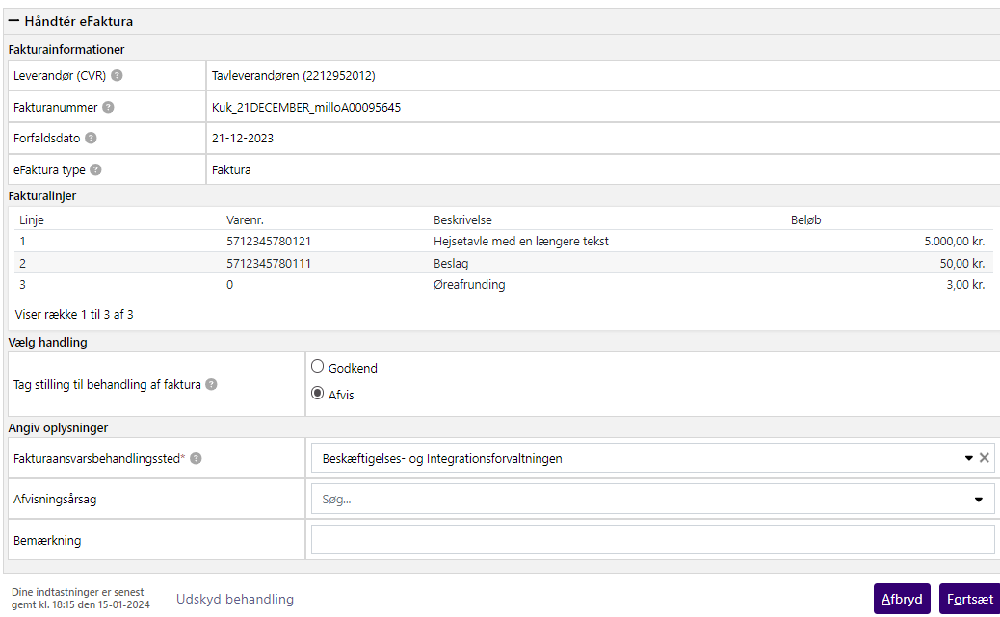 Håndtér eFaktura
Fakturainformationer
Leverandør (CVR) ?
Tavleverandøren (2212952012)
Fakturanummer ?
Kuk_21DECEMBER_milloA00095645
Forfaldsdato ?
21-12-2023
eFaktura type ?
Faktura
Fakturalinjer
Linje Varenr. Beskrivelse Beløb
1 5712345780121 Hejsetavle med en længere tekst 5.000,00 kr.
2 5712345780111 Beslag 50,00 kr.
3 0 Øreafrunding 3,00 kr.
Viser række 1 til 3 af 3
Vælg handling
Tag stilling til behandling af faktura ?
Godkend
Afvis
Angiv oplysninger
Fakturaansvarsbehandlingssted* ?
Beskæftigelses- og Integrationsforvaltningen
Afvisningsårsag
Søg...
Bemærkning
Dine indtastninger er senest
gemt kl. 18:15 den 15-01-2024
Udskyd behandling
Afbryd
Fortsæt